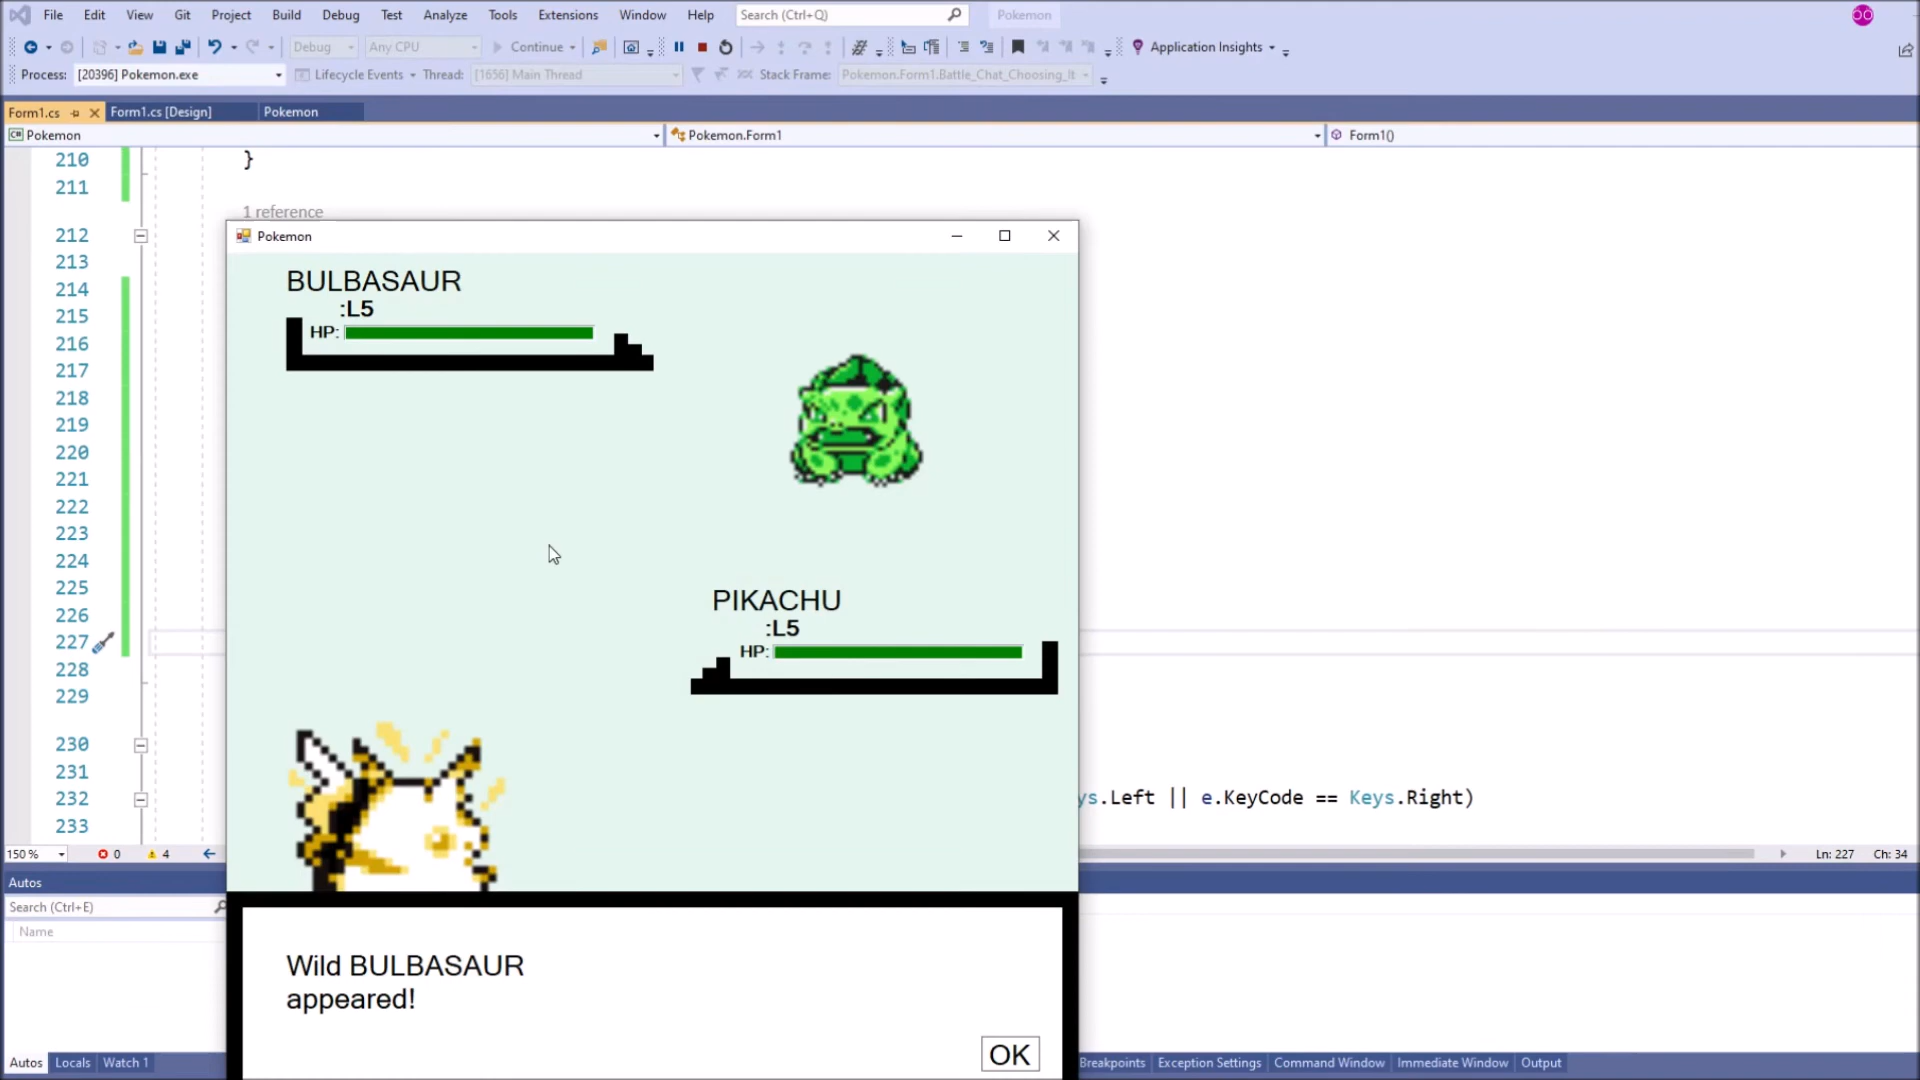 File Edit View Git Project Build Debug Test Analyze Tools Extensions Window Help Search (Ctrl+Q) Pokemon
Debug Any CPU Continue Application Insights
Process: [20396] Pokemon.exe Lifecycle Events Thread: [1656] Main Thread Stack Frame: Pokemon.Form1.Battle_Chat_Choosing_It
Form1.cs Form1.cs [Design] Pokemon
Pokemon Pokemon.Form1 Form1()
210 }
211
1 reference
212
213
214
215
216
217
218
219
220
221
222
223
224
225
226
227
228
229
230
231
232 ys.Left || e.KeyCode == Keys.Right)
233
Pokemon
BULBASAUR
:L5
HP:
PIKACHU
:L5
HP:
Wild BULBASAUR
appeared!
OK
150 % 0 4 Ln: 227 Ch: 34
Autos
Search (Ctrl+E)
Name
Autos Locals Watch 1 Breakpoints Exception Settings Command Window Immediate Window Output